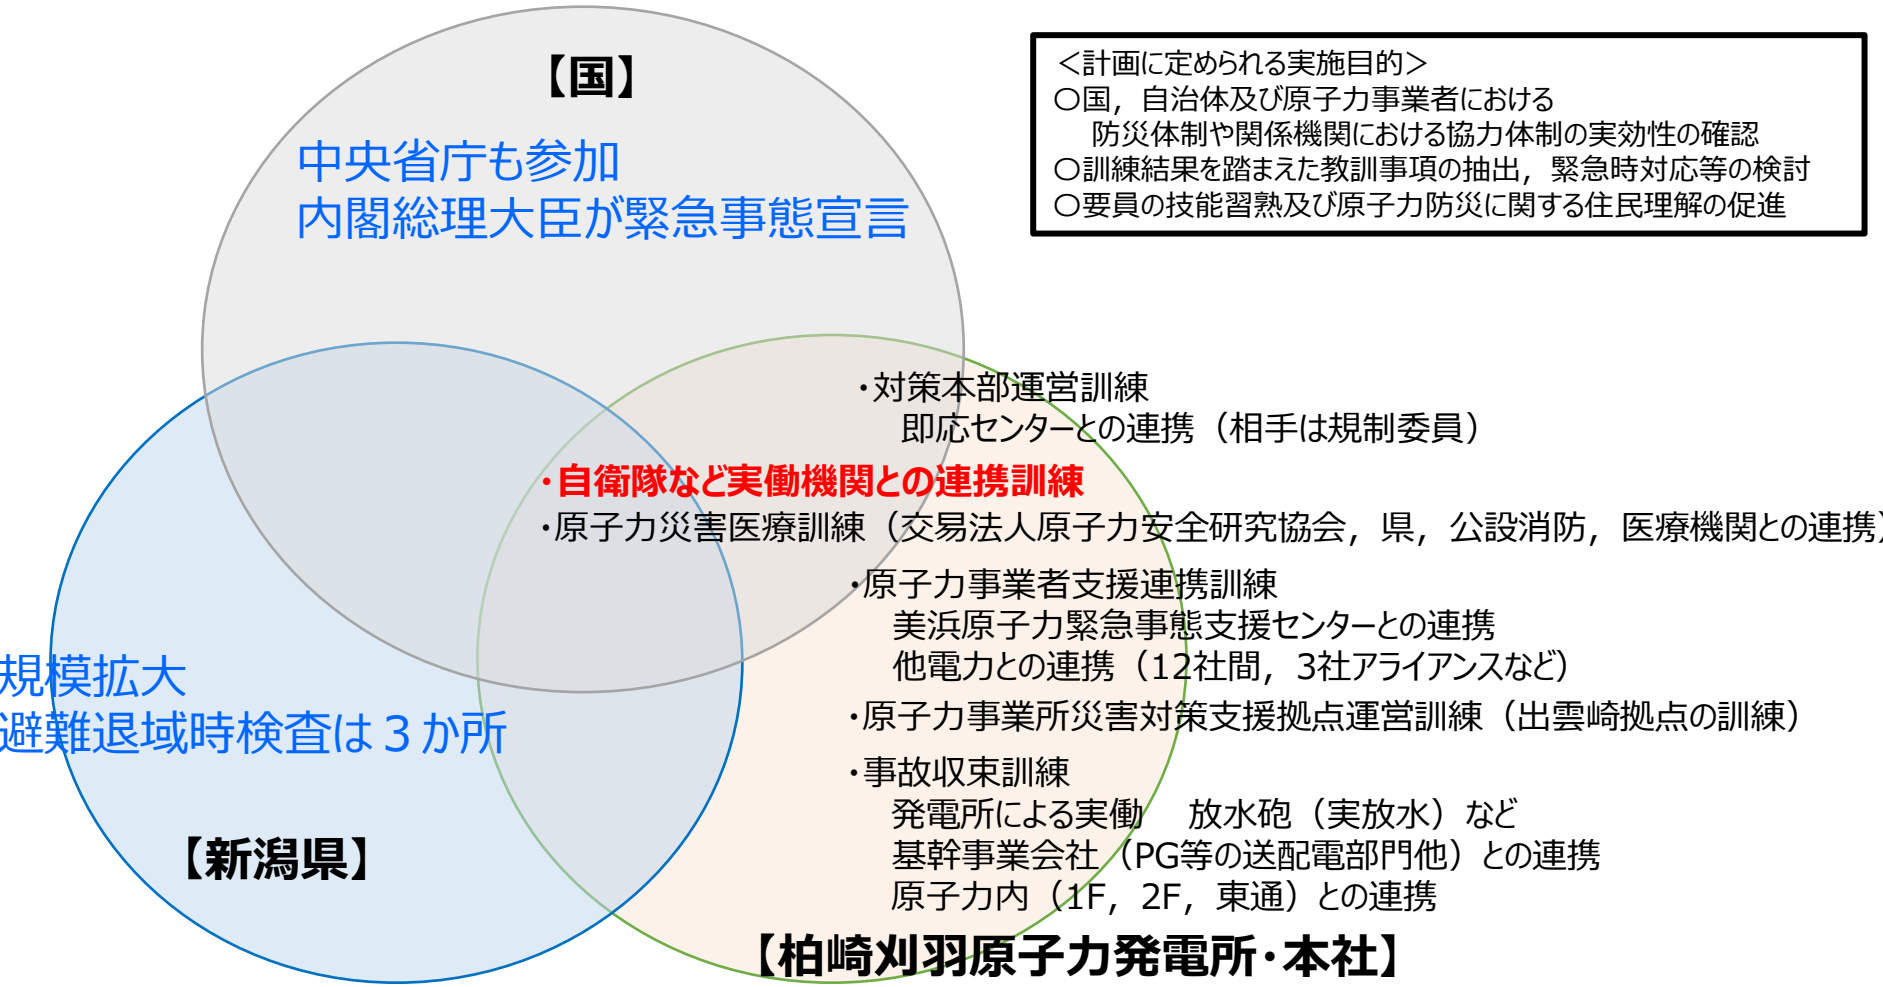 【国】
中央省庁も参加
内閣総理大臣が緊急事態宣言
＜計画に定められる実施目的＞
○国，自治体及び原子力事業者における
防災体制や関係機関における協力体制の実効性の確認
○訓練結果を踏まえた教訓事項の抽出，緊急時対応等の検討
○要員の技能習熟及び原子力防災に関する住民理解の促進
・対策本部運営訓練
即応センターとの連携（相手は規制委員）
・自衛隊など実働機関との連携訓練
・原子力災害医療訓練（交易法人原子力安全研究協会，県，公設消防，医療機関との連携）
・原子力事業者支援連携訓練
美浜原子力緊急事態支援センターとの連携
他電力との連携（12社間，3社アライアンスなど）
・原子力事業所災害対策支援拠点運営訓練（出雲崎拠点の訓練）
・事故収束訓練
発電所による実働　放水砲（実放水）など
基幹事業会社（PG等の送配電部門他）との連携
原子力内（1F，2F，東通）との連携
【柏崎刈羽原子力発電所・本社】
規模拡大
避難退域時検査は３か所
【新潟県】